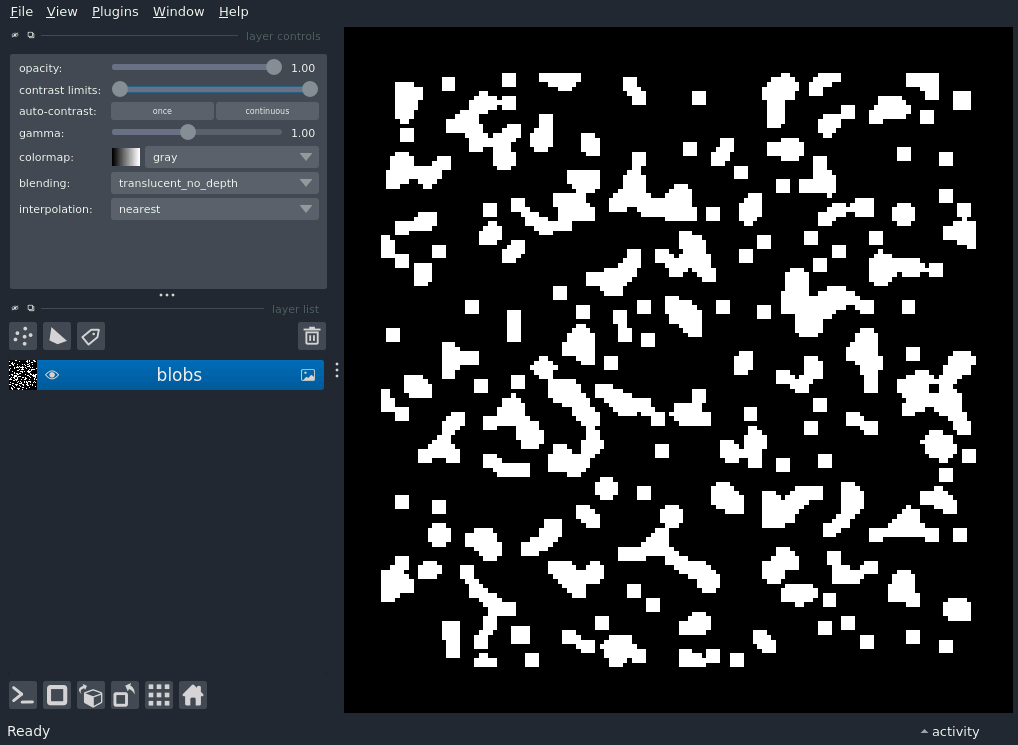 File View Plugins Window Help
layer controls
opacity: 1.00
contrast limits:
auto-contrast: once continuous
gamma: 1.00
colormap: gray
blending: translucent_no_depth
interpolation: nearest
layer list
blobs
Ready activity